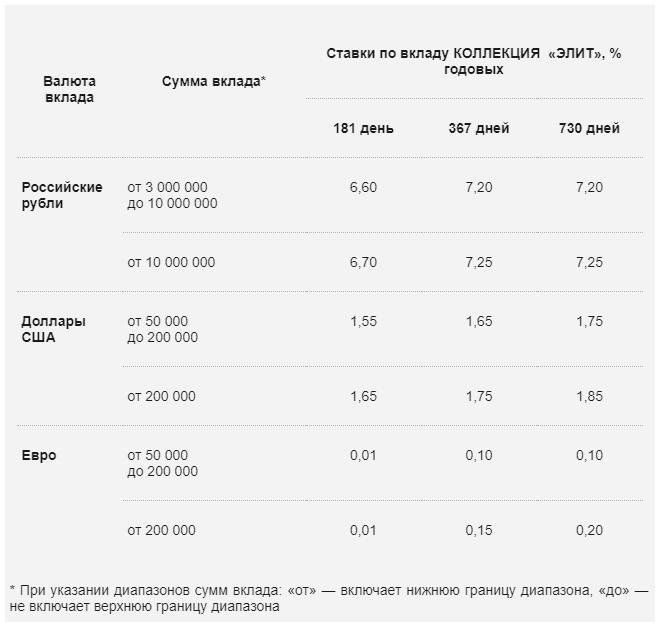 Ставки по вкладу КОЛЛЕКЦИЯ «ЭЛИТ», %
годовых
Валюта
вклада
Сумма вклада*
181 день 367 дней 730 дней
Российские
рубли
от 3 000 000
до 10 000 000
6,60 7,20 7,20
от 10 000 000 6,70 7,25 7,25
Доллары
США
от 50 000
до 200 000
1,55 1,65 1,75
от 200 000 1,65 1,75 1,85
Евро
от 50 000
до 200 000
0,01 0,10 0,10
от 200 000 0,01 0,15 0,20
* При указании диапазонов сумм вклада: «от» — включает нижнюю границу диапазона, «до» —
не включает верхнюю границу диапазона